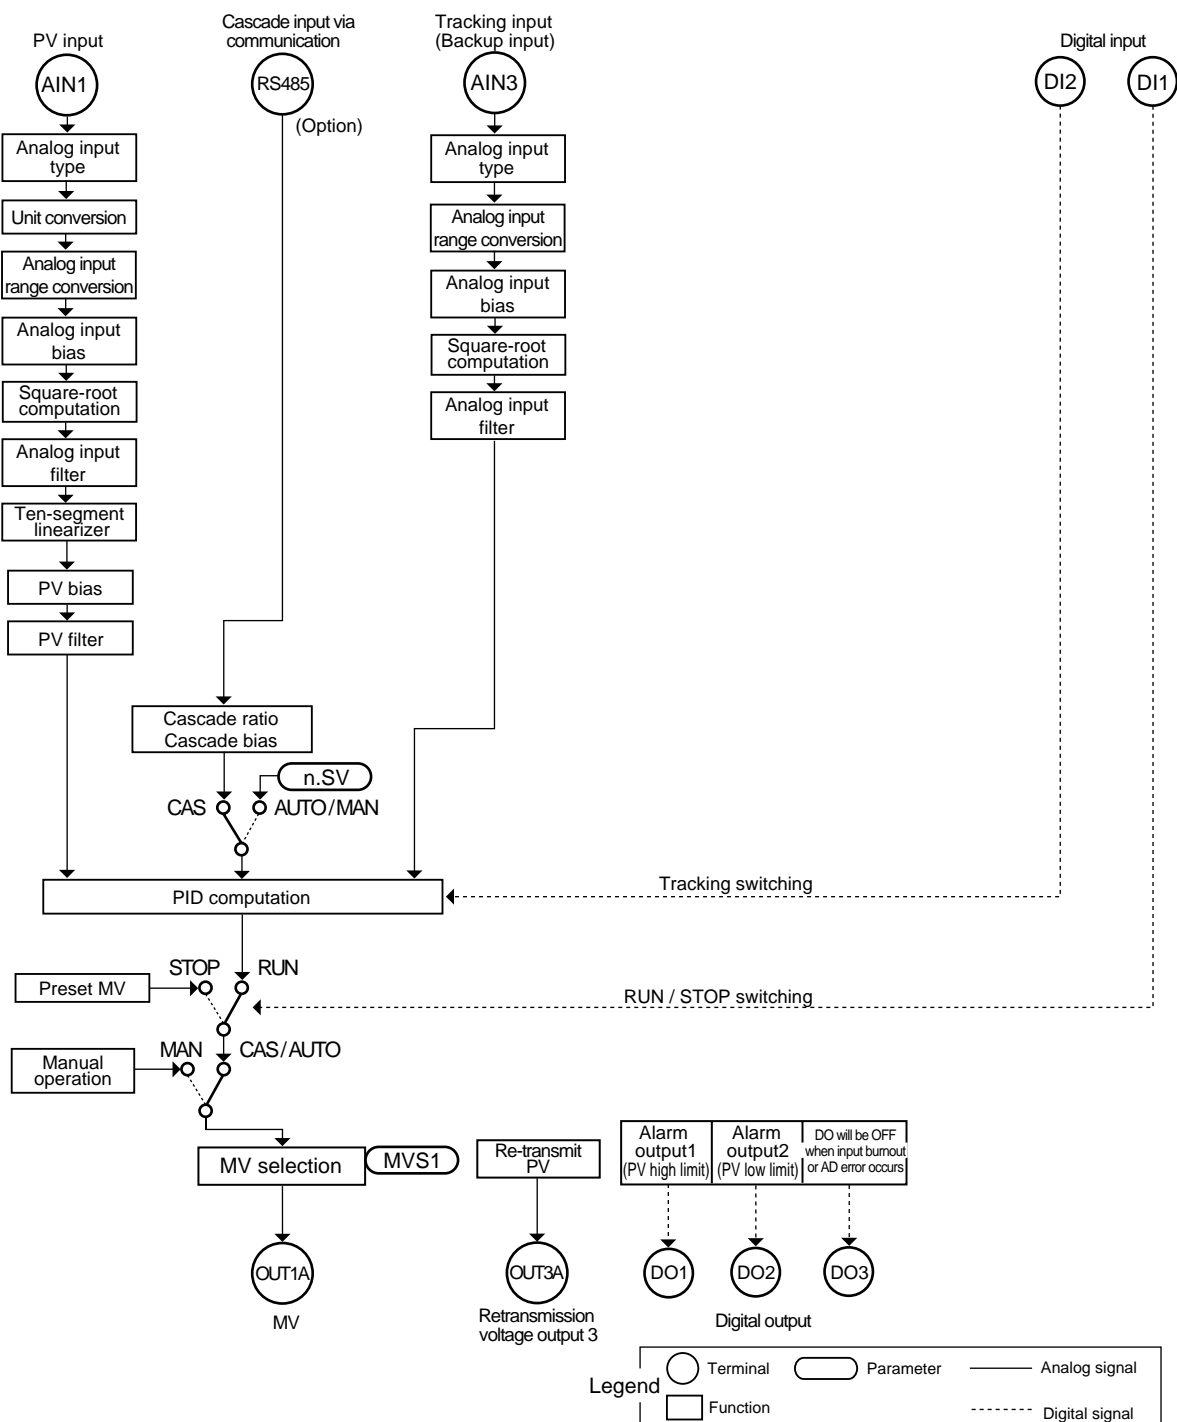 PV input
AIN1
Analog input
type
Unit conversion
Analog input
range conversion
Analog input
bias
Square-root
computation
Analog input
filter
Ten-segment
linearizer
PV bias
PV filter
Cascade input via
communication
RS485
(Option)
Cascade ratio
Cascade bias
n.SV
CAS
AUTO/MAN
Tracking input
(Backup input)
AIN3
Analog input
type
Analog input
range conversion
Analog input
bias
Square-root
computation
Analog input
filter
Digital input
DI2
DI1
PID computation
Tracking switching
STOP
RUN
Preset MV
RUN / STOP switching
MAN
CAS/AUTO
Manual
operation
MV selection
MVS1
OUT1A
MV
Re-transmit
PV
OUT3A
Retransmission
voltage output 3
Alarm
output1
(PV high limit)
Alarm
output2
(PV low limit)
DO will be OFF
when input burnout
or AD error occurs
DO1
DO2
DO3
Digital output
Legend
Terminal
Parameter
Analog signal
Function
Digital signal